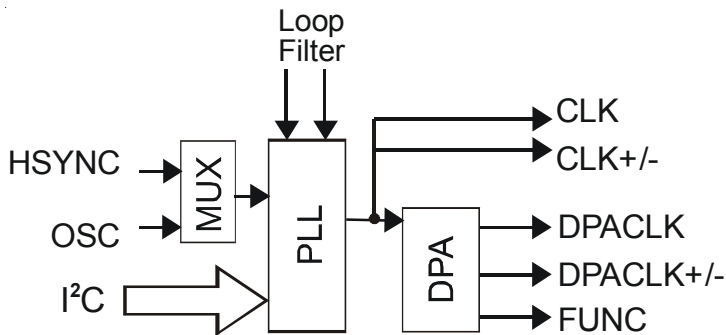 Loop
Filter
HSYNC
OSC
I²C
MUX
PLL
DPA
CLK
CLK+/-
DPACLK
DPACLK+/-
FUNC